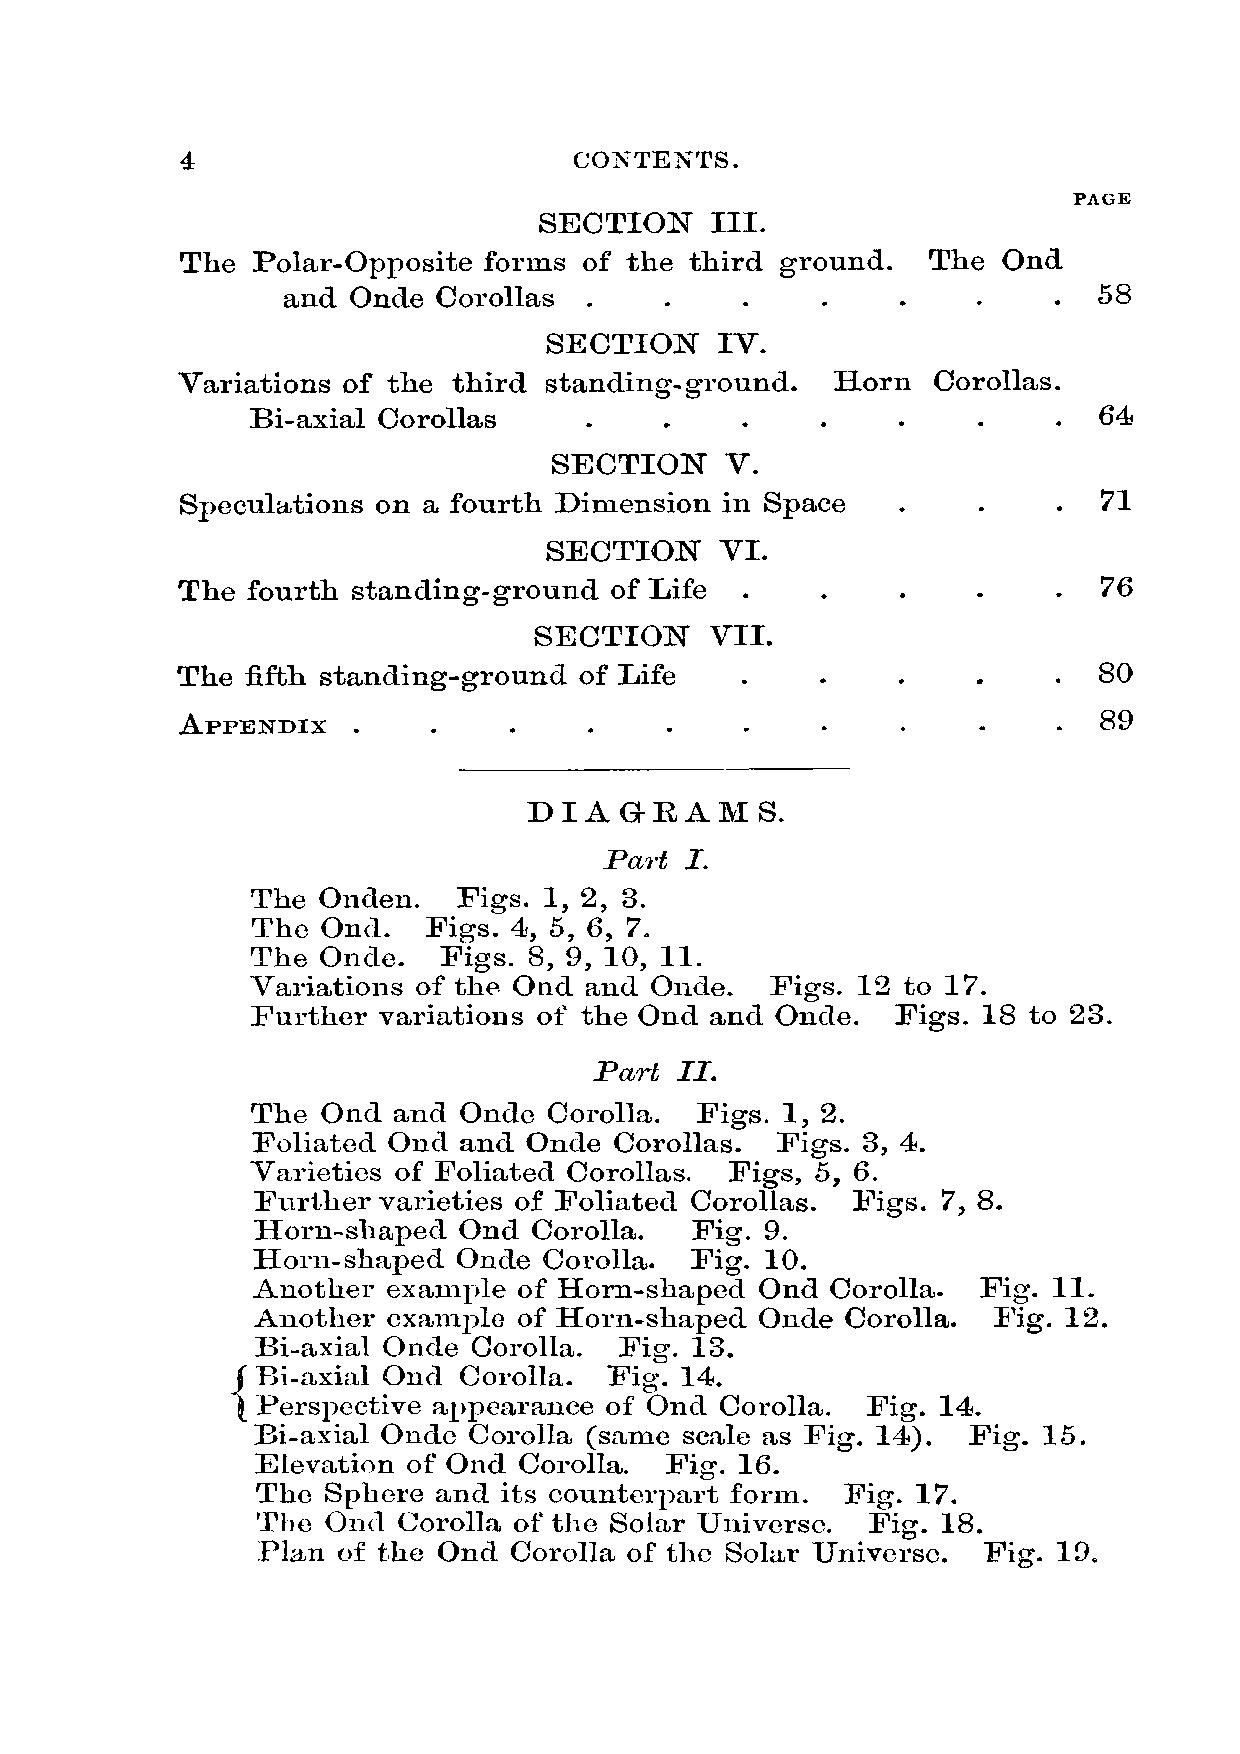 4 CONTENTS.
PAGE
SECTION III.
The Polar-Opposite forms of the third ground. The Ond
and Onde Corollas . . . . . . . 58
SECTION IV.
Variations of the third standing-ground. Horn Corollas.
Bi-axial Corollas . . . . . . . 64
SECTION V.
Speculations on a fourth Dimension in Space . . . 71
SECTION VI.
The fourth standing-ground of Life . . . . . 76
SECTION VII.
The fifth standing-ground of Life . . . . . 80
APPENDIX . . . . . . . . . . 89
DIAGRAMS.
Part I.
The Onden. Figs. 1, 2, 3.
The Ond. Figs. 4, 5, 6, 7.
The Onde. Figs. 8, 9, 10, 11.
Variations of the Ond and Onde. Figs. 12 to 17.
Further variations of the Ond and Onde. Figs. 18 to 23.
Part II.
The Ond and Onde Corolla. Figs. 1, 2.
Foliated Ond and Onde Corollas. Figs. 3, 4.
Varieties of Foliated Corollas. Figs, 5, 6.
Further varieties of Foliated Corollas. Figs. 7, 8.
Horn-shaped Ond Corolla. Fig. 9.
Horn-shaped Onde Corolla. Fig. 10.
Another example of Horn-shaped Ond Corolla. Fig. 11.
Another example of Horn-shaped Onde Corolla. Fig. 12.
Bi-axial Onde Corolla. Fig. 13.
{ Bi-axial Ond Corolla. Fig. 14.
Perspective appearance of Ond Corolla. Fig. 14.
Bi-axial Onde Corolla (same scale as Fig. 14). Fig. 15.
Elevation of Ond Corolla. Fig. 16.
The Sphere and its counterpart form. Fig. 17.
The Ond Corolla of the Solar Universe. Fig. 18.
Plan of the Ond Corolla of the Solar Universe. Fig. 19.